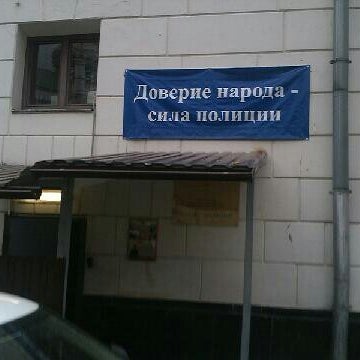 Доверие народа -
сила полиции